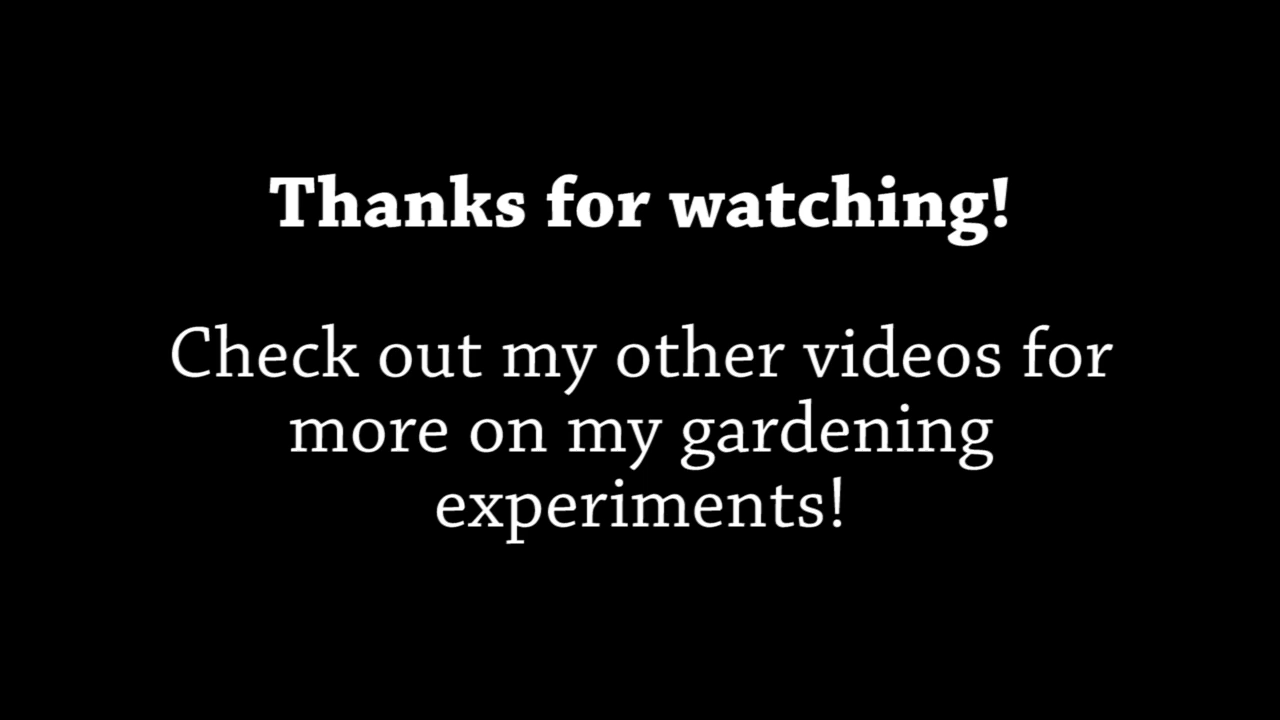 Thanks for watching!
Check out my other videos for
more on my gardening
experiments!